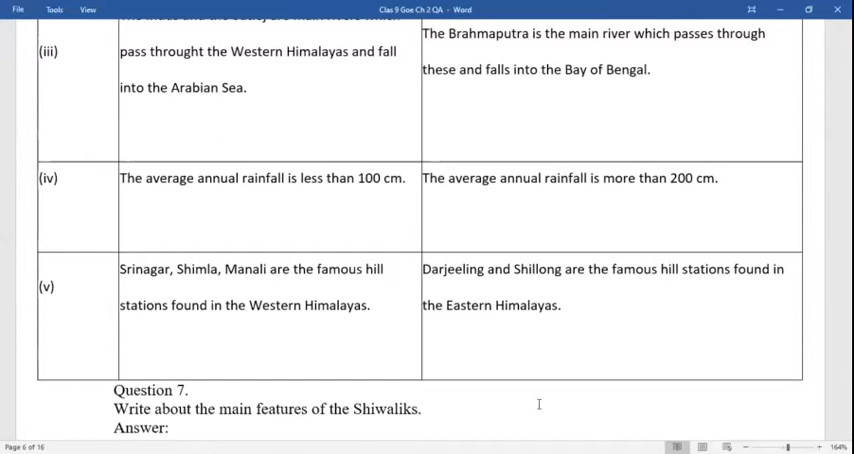 File Tools View Clas 9 Goe Ch 2 QA - Word
The Brahmaputra is the main river which passes through
(iii) pass throught the Western Himalayas and fall
these and falls into the Bay of Bengal.
into the Arabian Sea.
(iv) The average annual rainfall is less than 100 cm. The average annual rainfall is more than 200 cm.
Srinagar, Shimla, Manali are the famous hill Darjeeling and Shillong are the famous hill stations found in
(v)
stations found in the Western Himalayas. the Eastern Himalayas.
Question 7.
Write about the main features of the Shiwaliks.
Answer:
Page 6 of 16 164%